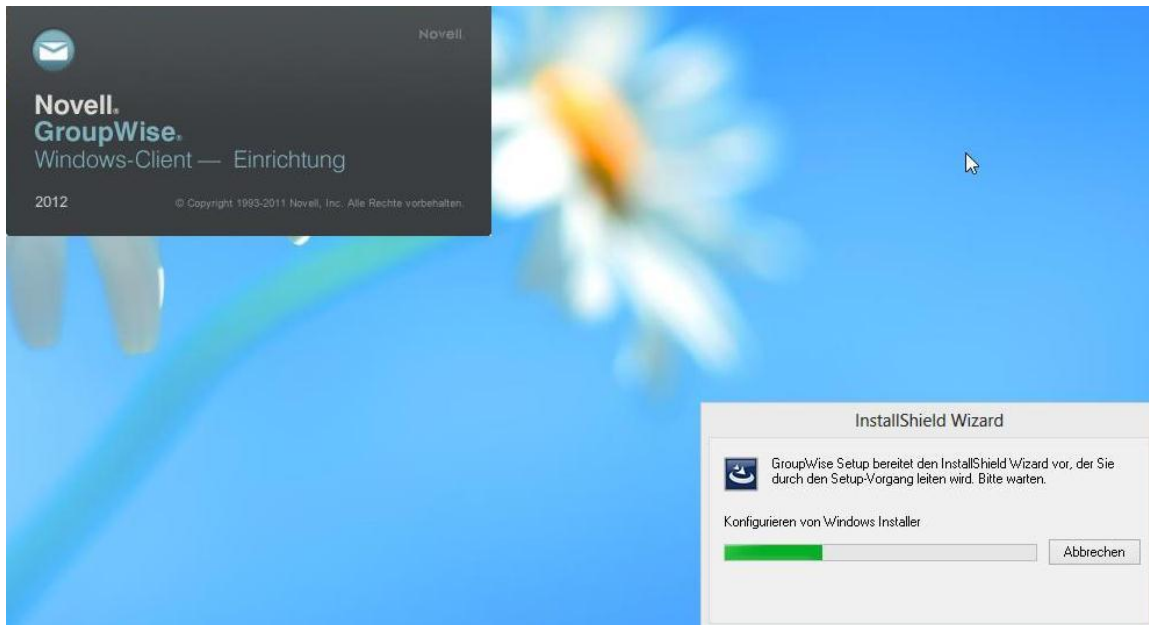 Novell.
Novell®
GroupWise®
Windows-Client — Einrichtung
2012
© Copyright 1993-2011 Novell, Inc. Alle Rechte vorbehalten.
InstallShield Wizard
GroupWise Setup bereitet den InstallShield Wizard vor, der Sie
durch den Setup-Vorgang leiten wird. Bitte warten.
Konfigurieren von Windows Installer
Abbrechen